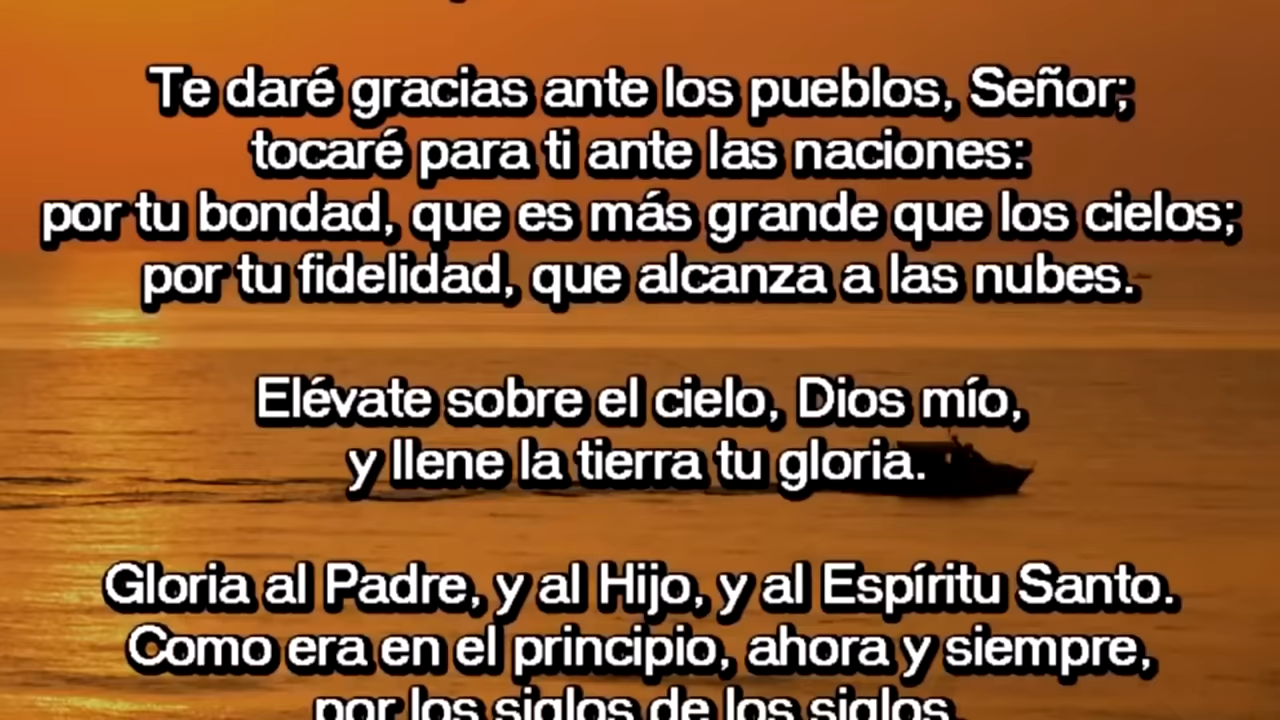 Te daré gracias ante los pueblos, Señor;
tocaré para ti ante las naciones:
por tu bondad, que es más grande que los cielos;
por tu fidelidad, que alcanza a las nubes.
Elévate sobre el cielo, Dios mío,
y llene la tierra tu gloria.
Gloria al Padre, y al Hijo, y al Espíritu Santo.
Como era en el principio, ahora y siempre,
por los siglos de los siglos.